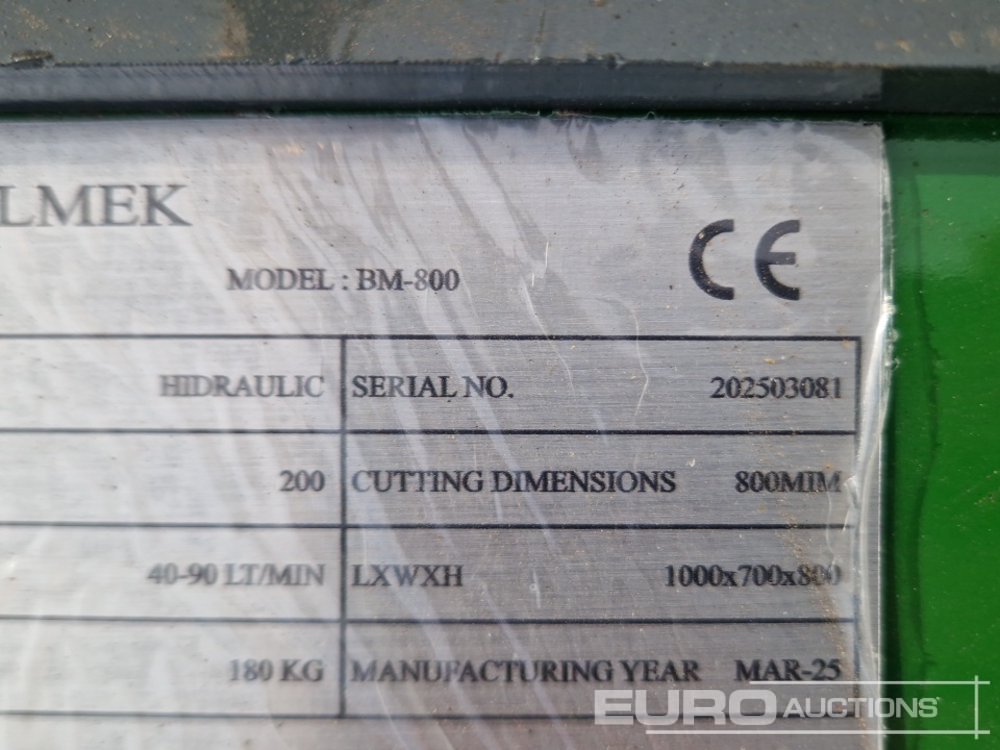 LMEK
CE
MODEL : BM-800
HIDRAULIC SERIAL NO. 202503081
200 CUTTING DIMENSIONS 800MIM
40-90 LT/MIN LXWXH 1000x700x800
180 KG MANUFACTURING YEAR MAR-25
EURO AUCTIONS